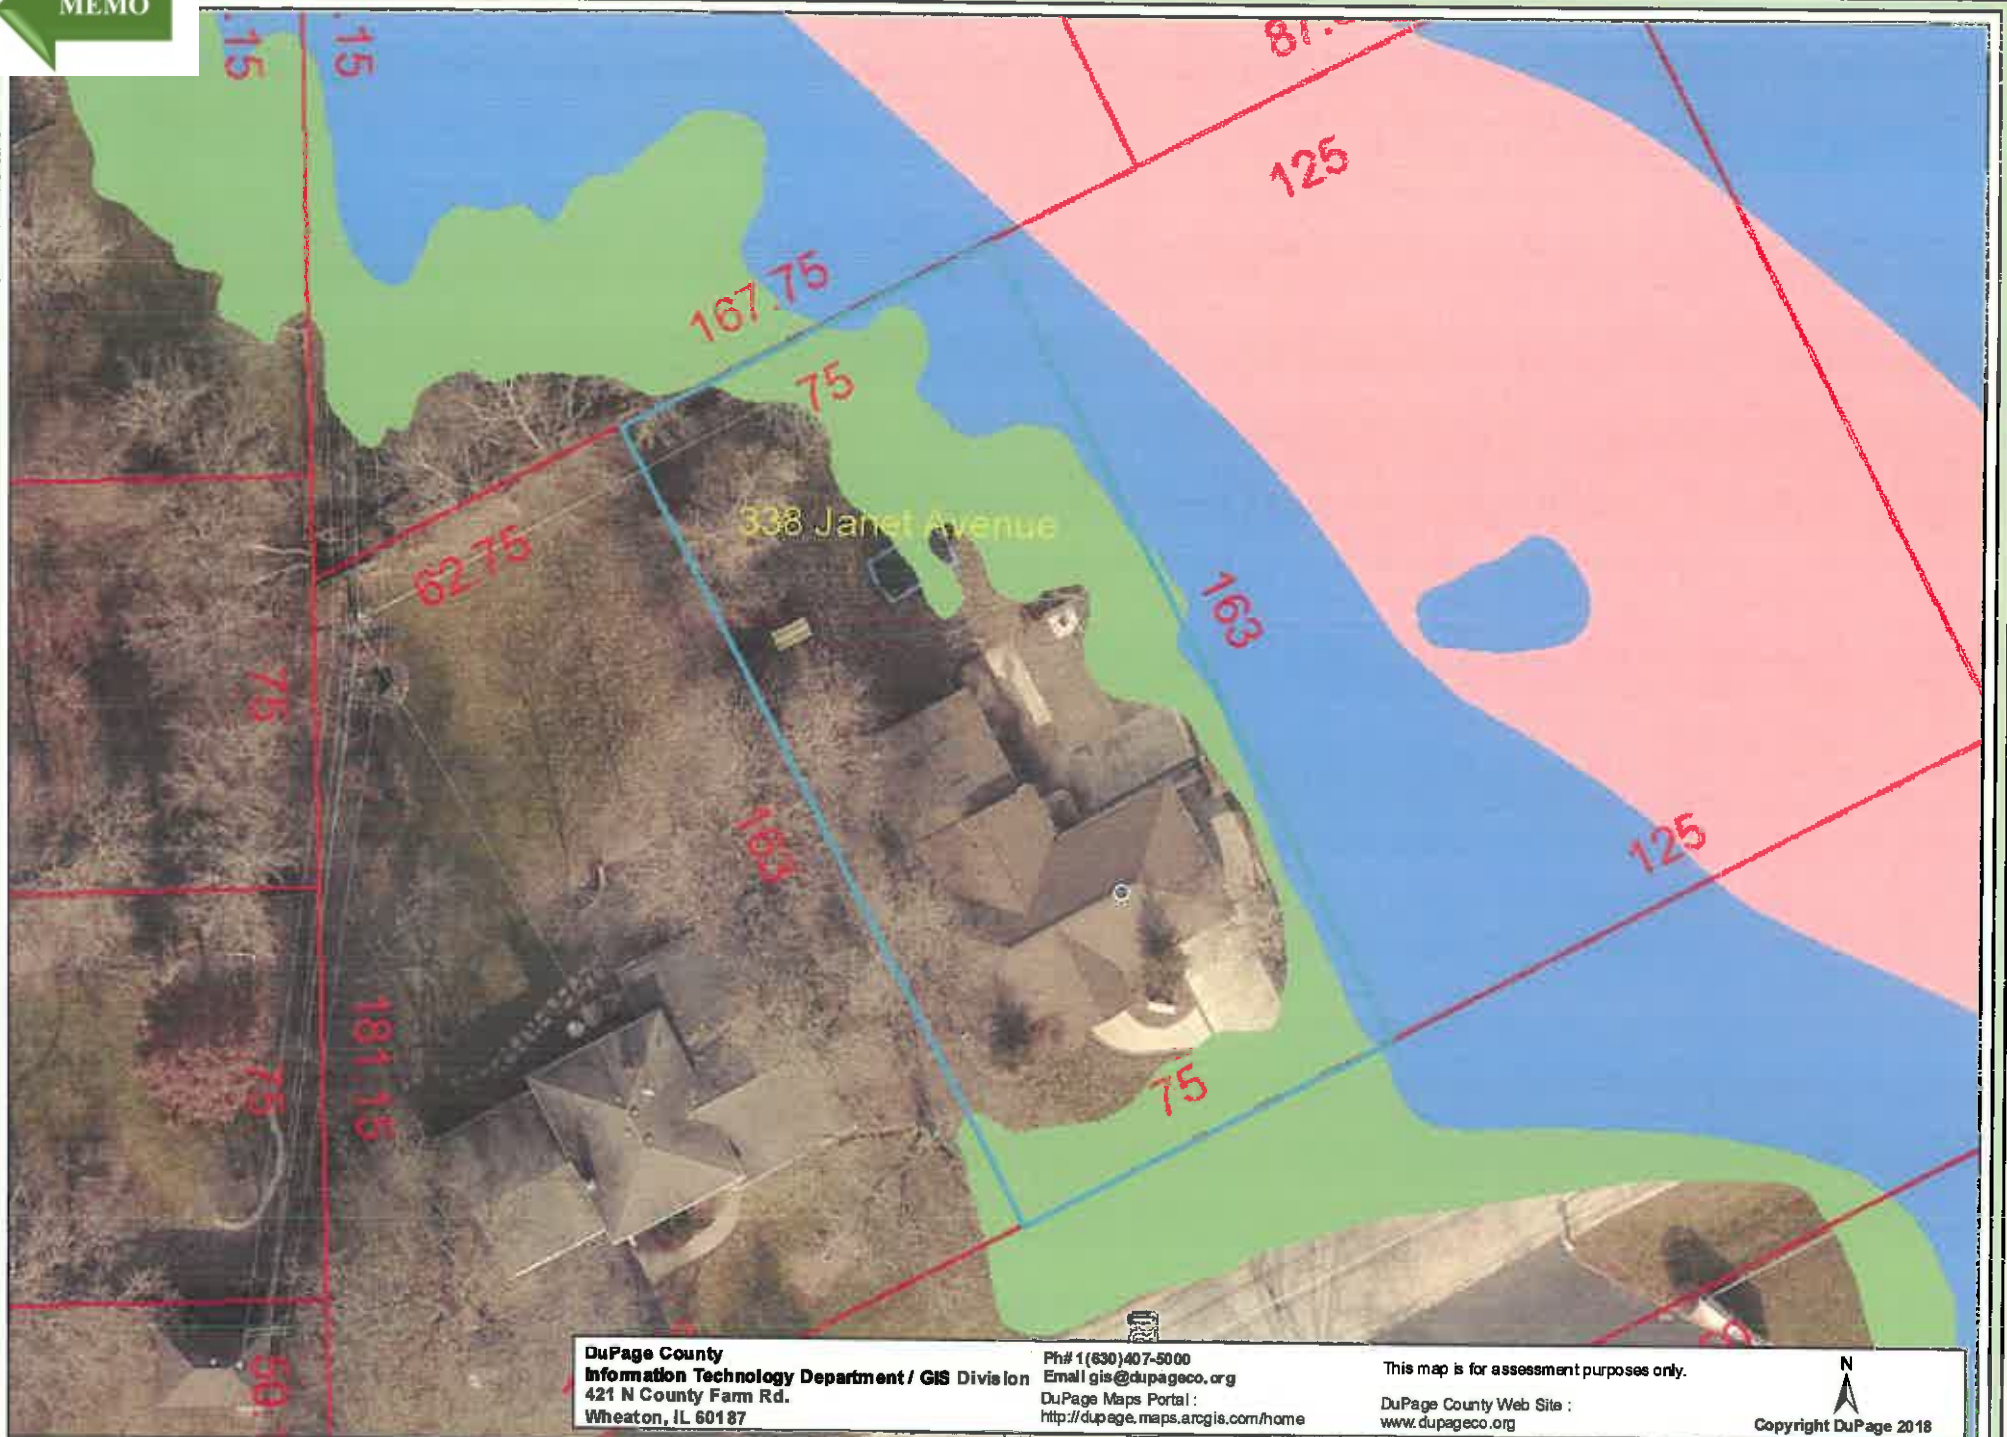 MEMO
.15
.15
125
167.75
75
338 Janet Avenue
62.75
163
75
163
125
181.15
75
75
50.
DuPage County
Information Technology Department / GIS Division
421 N County Farm Rd.
Wheaton, IL 60187
Ph# 1(630)407-5000
Email gis@dupageco.org
DuPage Maps Portal :
http://dupage.maps.arcgis.com/home
This map is for assessment purposes only.
DuPage County Web Site :
www.dupageco.org
N
Copyright DuPage 2018